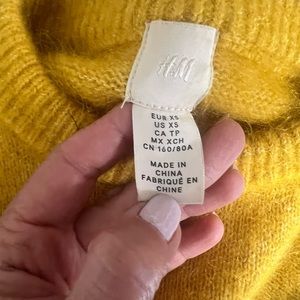 H&M
EUR XS
US XS
CA TP
MX XCH
CN 160/80A
MADE IN
CHINA
FABRIQUÉ EN
CHINE